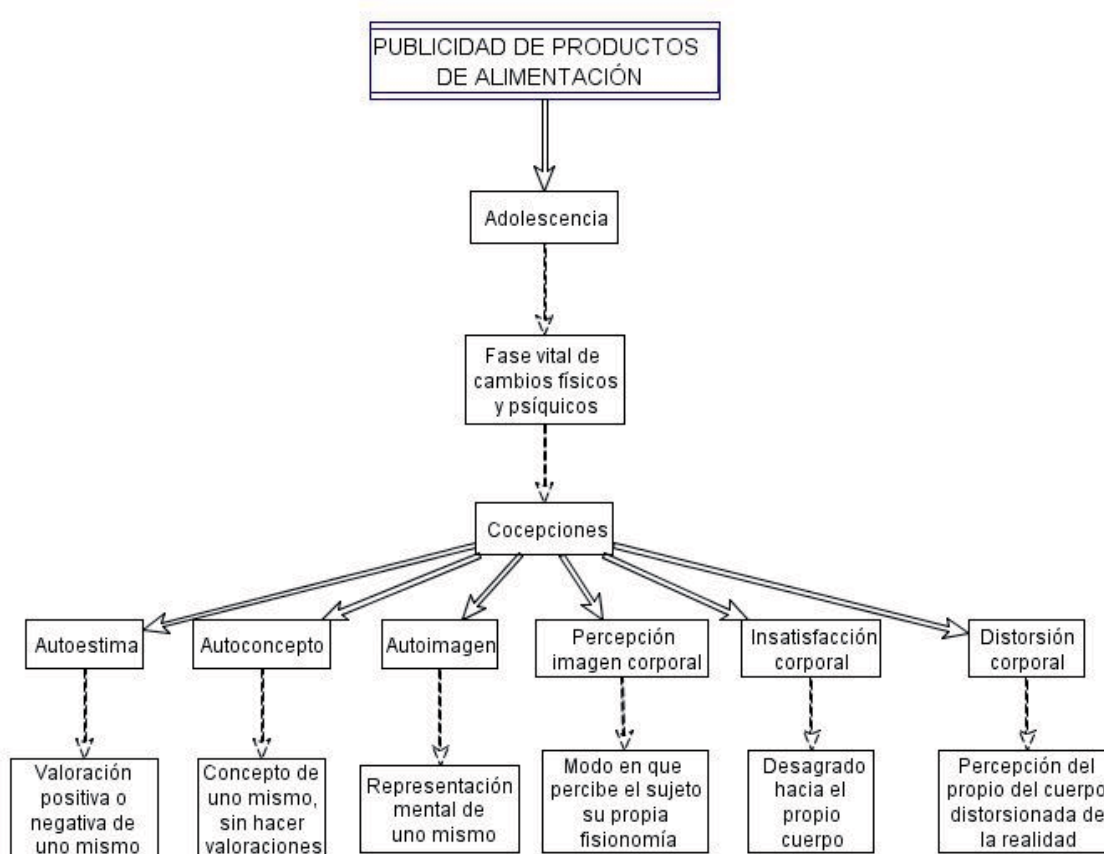 PUBLICIDAD DE PRODUCTOS
DE ALIMENTACIÓN
Adolescencia
Fase vital de
cambios físicos
y psíquicos
Cocepciones
Autoestima
Autoconcepto
Autoimagen
Percepción
imagen corporal
Insatisfacción
corporal
Distorsión
corporal
Valoración
positiva o
negativa de
uno mismo
Concepto de
uno mismo,
sin hacer
valoraciones
Representación
mental de
uno mismo
Modo en que
percibe el sujeto
su propia
fisionomía
Desagrado
hacia el
propio
cuerpo
Percepción del
propio del cuerpo
distorsionada de
la realidad